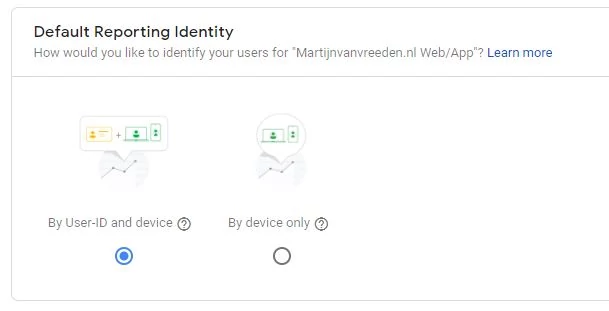 Default Reporting Identity
How would you like to identify your users for "Martijnvanvreeden.nl Web/App"? Learn more
+
By User-ID and device ?
By device only ?